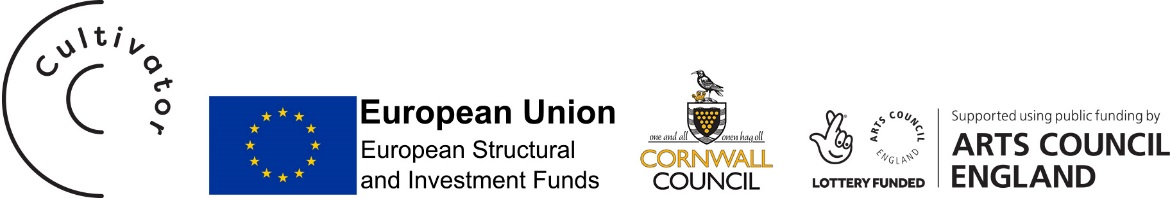 Cultivator
European Union
European Structural
and Investment Funds
one and all onen hag oll
CORNWALL
COUNCIL
ARTS COUNCIL
ENGLAND
LOTTERY FUNDED
Supported using public funding by
ARTS COUNCIL
ENGLAND